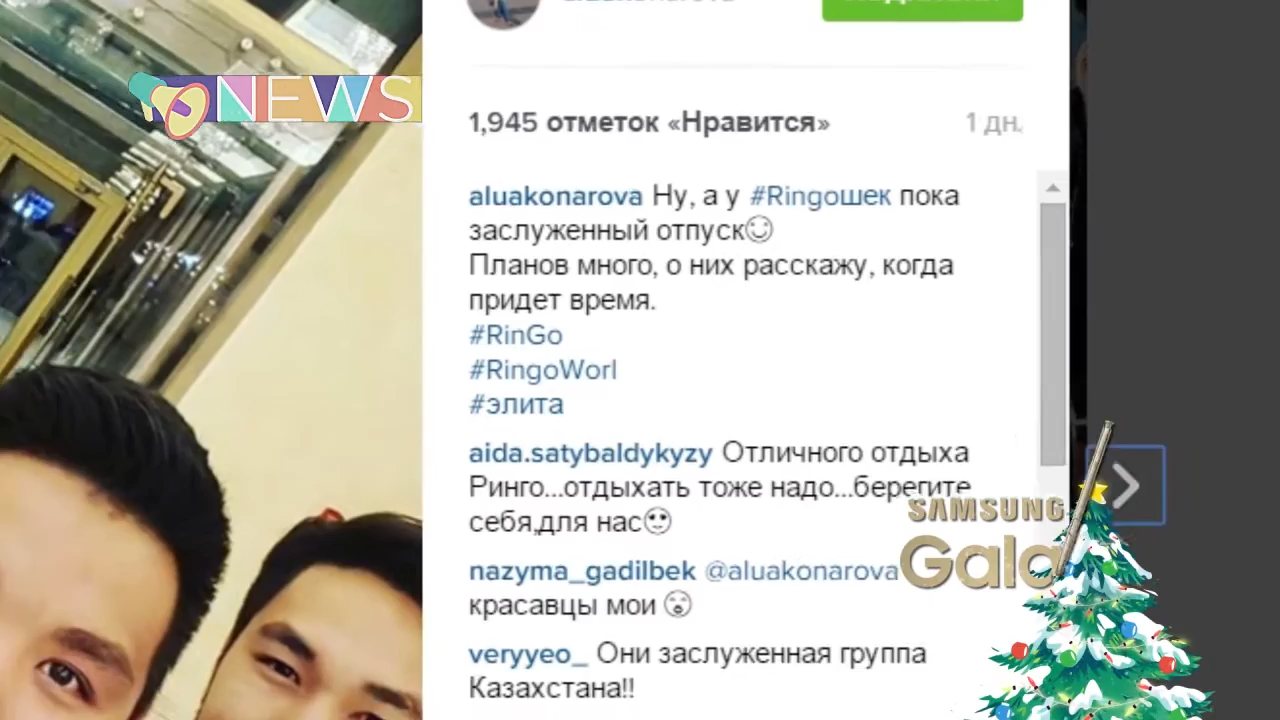 NEWS
1,945 отметок «Нравится»
1 дн.
aluakonarova Ну, а у #Ringoшек пока
заслуженный отпуск
Планов много, о них расскажу, когда
придет время.
#RinGo
#RingoWorl
#элита
aida.satybaldykyzy Отличного отдыха
Ринго...отдыхать тоже надо...берегите
себя,для нас
nazyma_gadilbek @aluakonarova
красавцы мои
veryyeo_ Они заслуженная группа
Казахстана!!
SAMSUNG
Gala